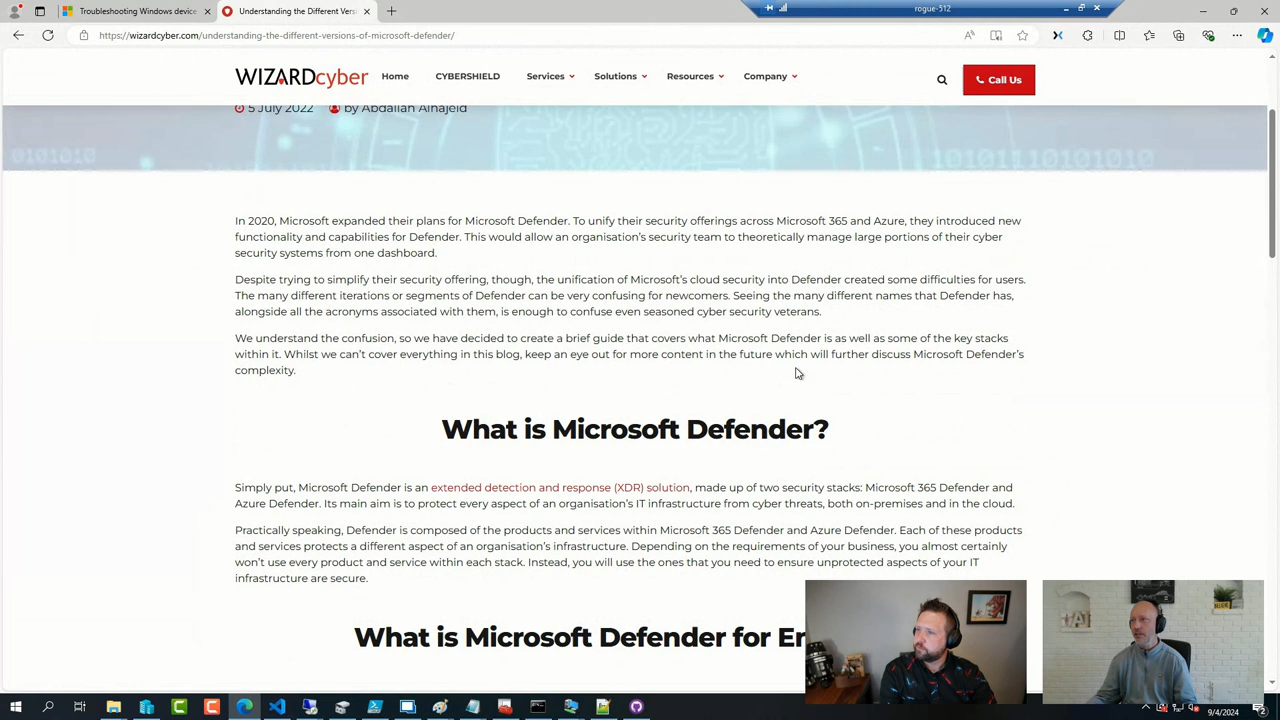 Troubleshooting Windows device
Understanding the Different Vers
rogue-512
https://wizardcyber.com/understanding-the-different-versions-of-microsoft-defender/
WIZARDcyber
Home
CYBERSHIELD
Services
Solutions
Resources
Company
Call Us
5 July 2022
by Abdallah Alhajeid
In 2020, Microsoft expanded their plans for Microsoft Defender. To unify their security offerings across Microsoft 365 and Azure, they introduced new
functionality and capabilities for Defender. This would allow an organisation's security team to theoretically manage large portions of their cyber
security systems from one dashboard.
Despite trying to simplify their security offering, though, the unification of Microsoft's cloud security into Defender created some difficulties for users.
The many different iterations or segments of Defender can be very confusing for newcomers. Seeing the many different names that Defender has,
alongside all the acronyms associated with them, is enough to confuse even seasoned cyber security veterans.
We understand the confusion, so we have decided to create a brief guide that covers what Microsoft Defender is as well as some of the key stacks
within it. Whilst we can't cover everything in this blog, keep an eye out for more content in the future which will further discuss Microsoft Defender's
complexity.
What is Microsoft Defender?
Simply put, Microsoft Defender is an extended detection and response (XDR) solution, made up of two security stacks: Microsoft 365 Defender and
Azure Defender. Its main aim is to protect every aspect of an organisation's IT infrastructure from cyber threats, both on-premises and in the cloud.
Practically speaking, Defender is composed of the products and services within Microsoft 365 Defender and Azure Defender. Each of these products
and services protects a different aspect of an organisation's infrastructure. Depending on the requirements of your business, you almost certainly
won't use every product and service within each stack. Instead, you will use the ones that you need to ensure unprotected aspects of your IT
infrastructure are secure.
What is Microsoft Defender for En
9/4/2024